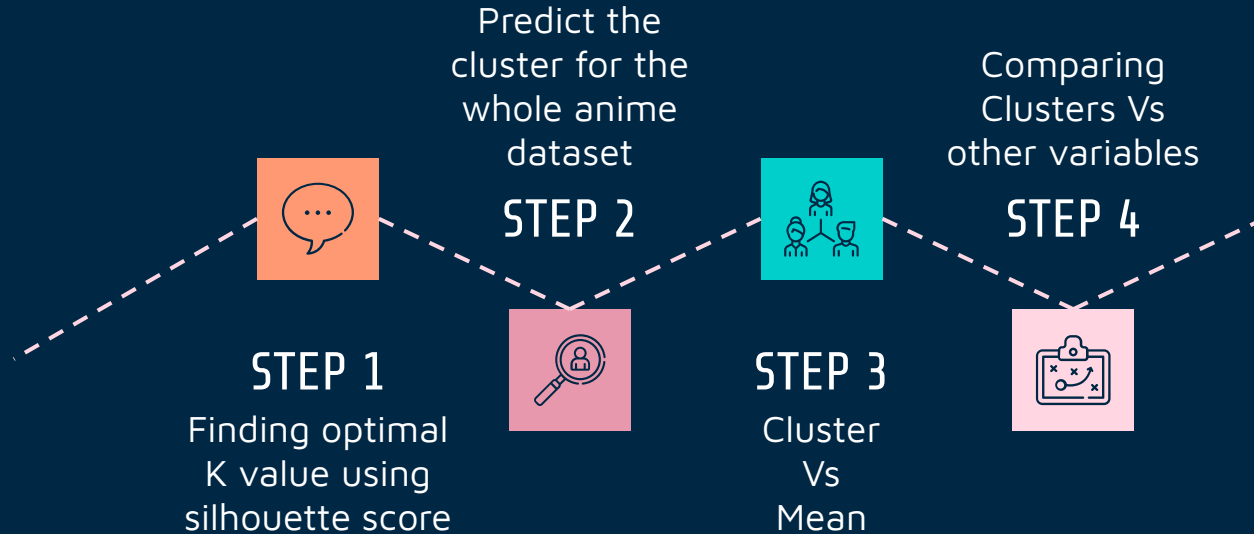 STEP 1
Finding optimal
K value using
silhouette score
Predict the
cluster for the
whole anime
dataset
STEP 2
STEP 3
Cluster
Vs
Mean
Comparing
Clusters Vs
other variables
STEP 4